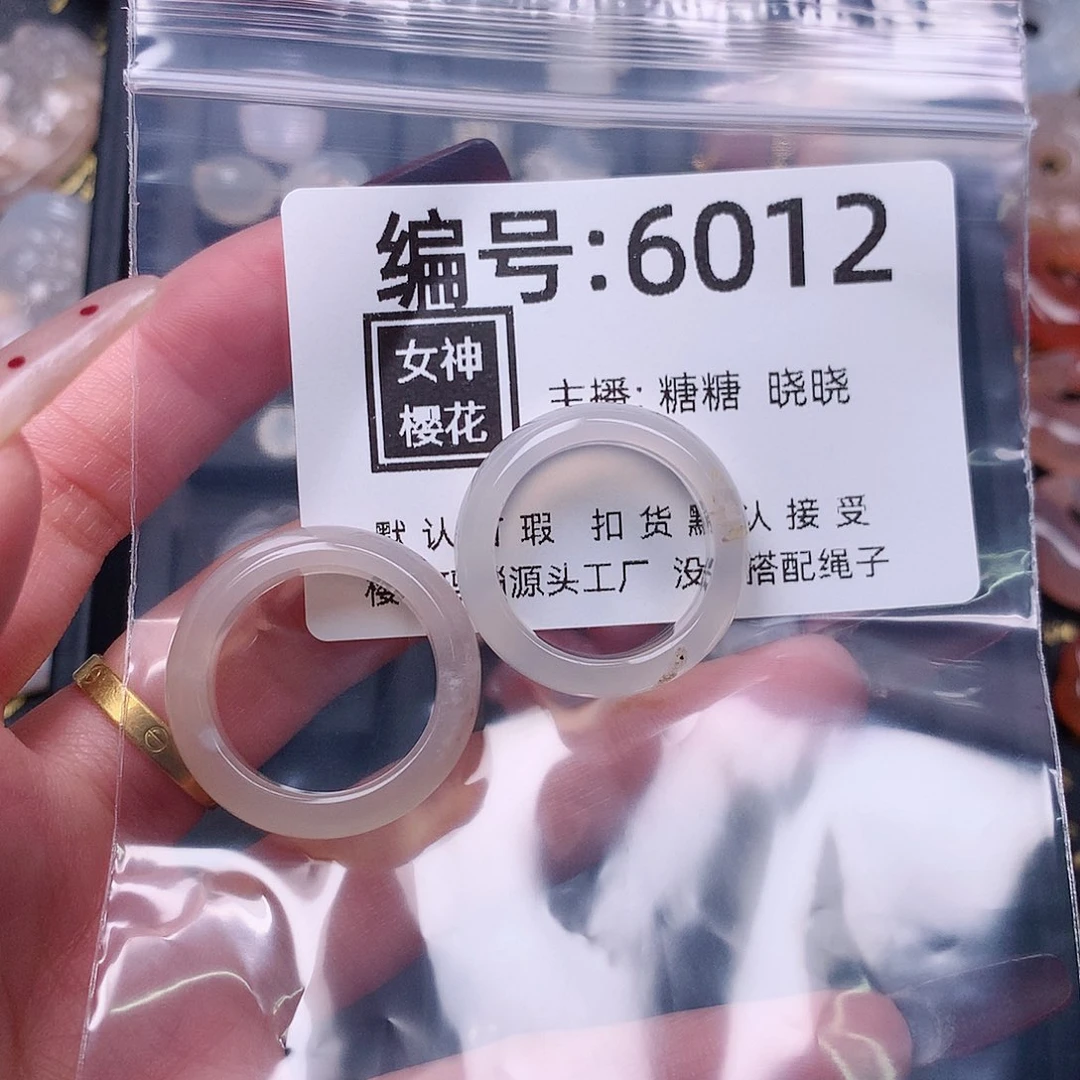 编号:6012
女神
樱花
主播: 糖糖 晓晓
默认 瑕 扣货默认接受
樱 源头工厂 没 搭配绳子